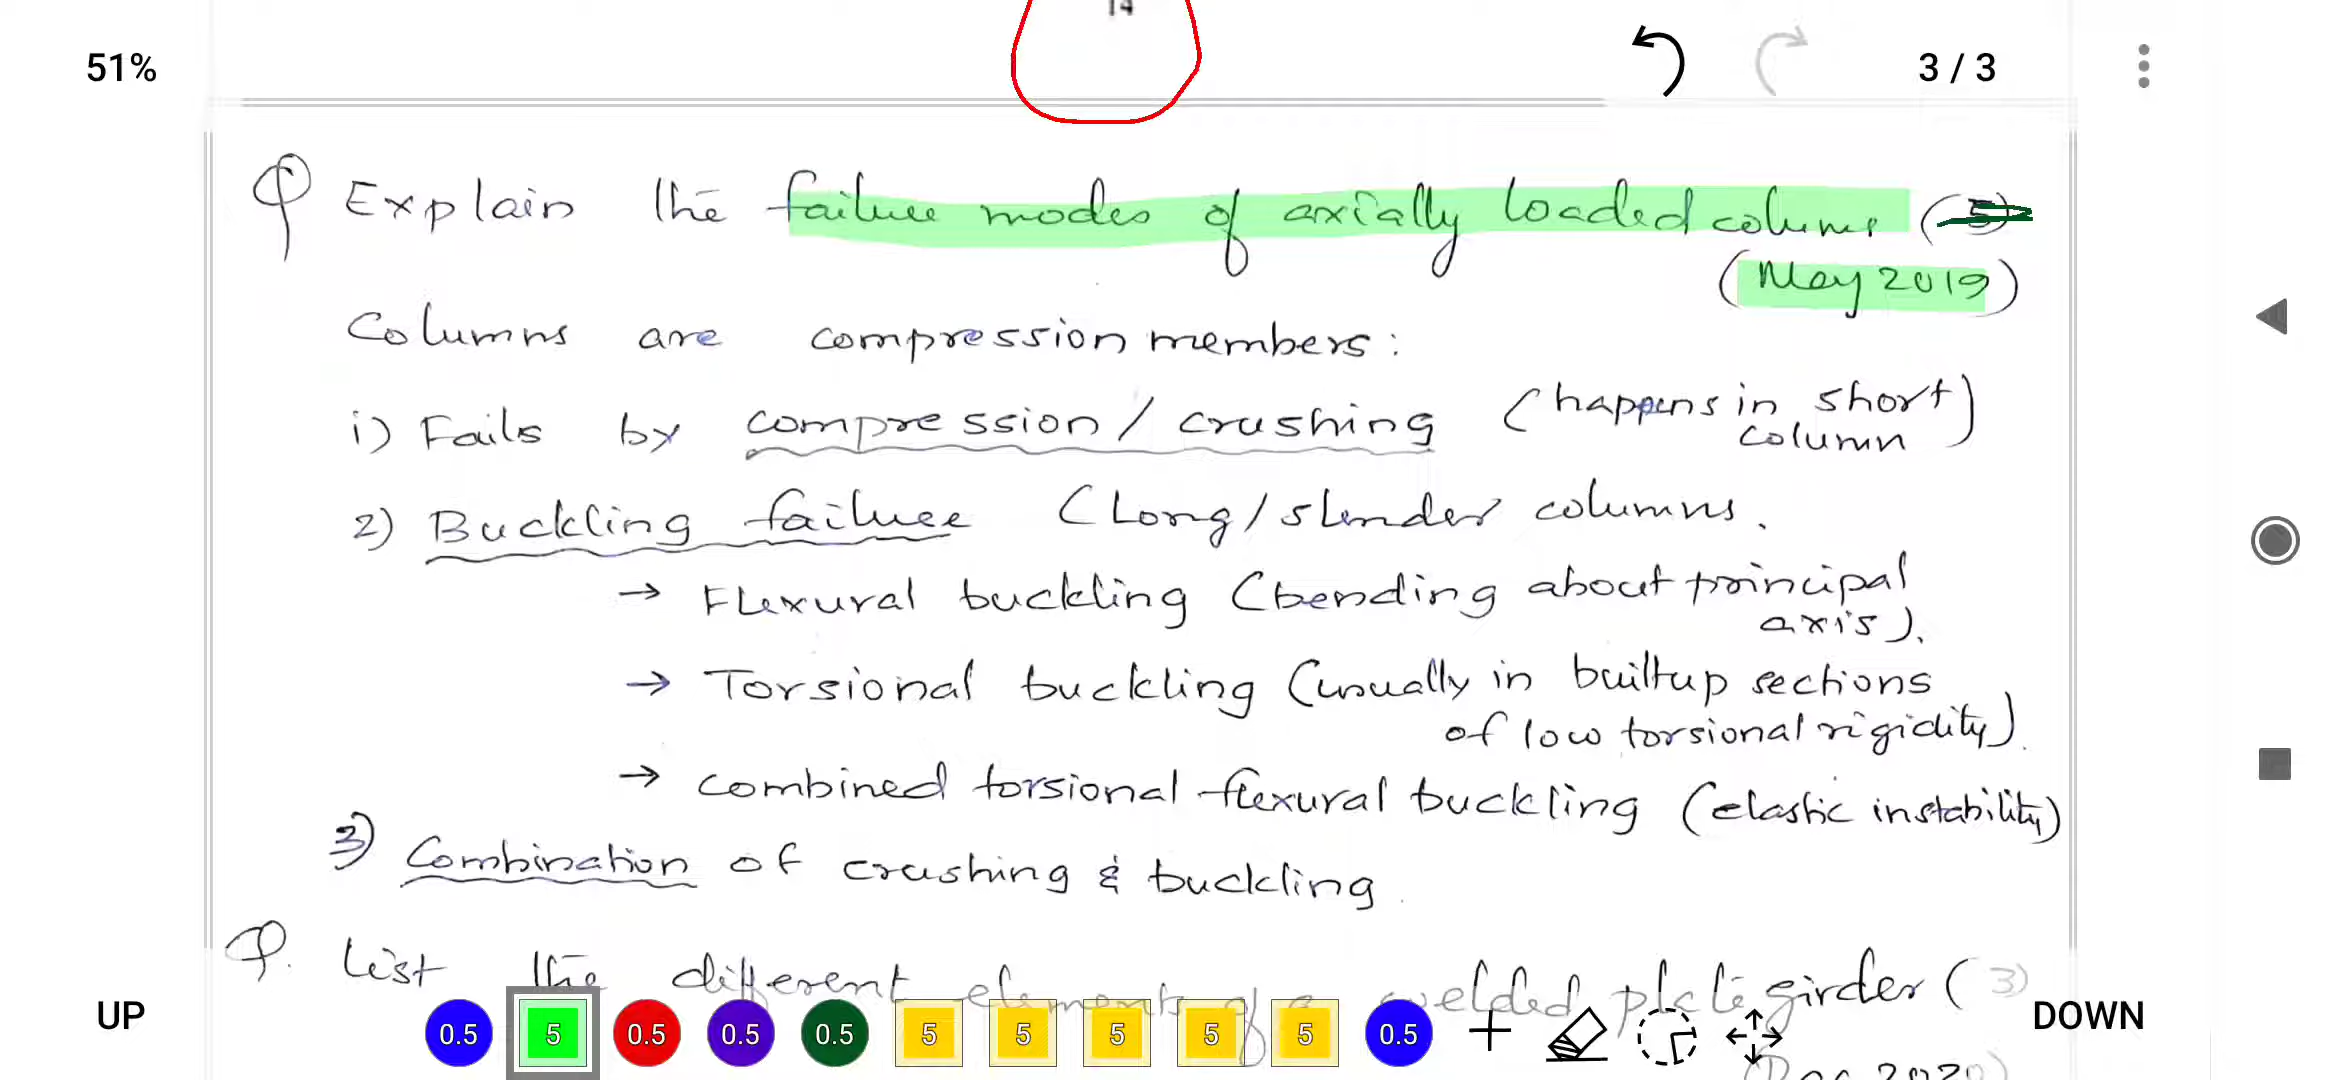 14
51%
3 / 3
Q Explain the failure modes of axially loaded column (5)
(May 2019)
Columns are compression members:
i) Fails by compression / crushing (happens in short
column)
2) Buckling failure (Long/slender columns.
→ Flexural buckling (bending about principal
axis).
→ Torsional buckling (usually in builtup sections
of low torsional rigidity).
→ combined torsional flexural buckling (elastic instability)
3) Combination of crushing & buckling.
Q. List the different elements of a welded plate girder (3)
(Dec 2020)
UP
0.5 5 0.5 0.5 0.5 5 5 5 5 5 0.5
DOWN